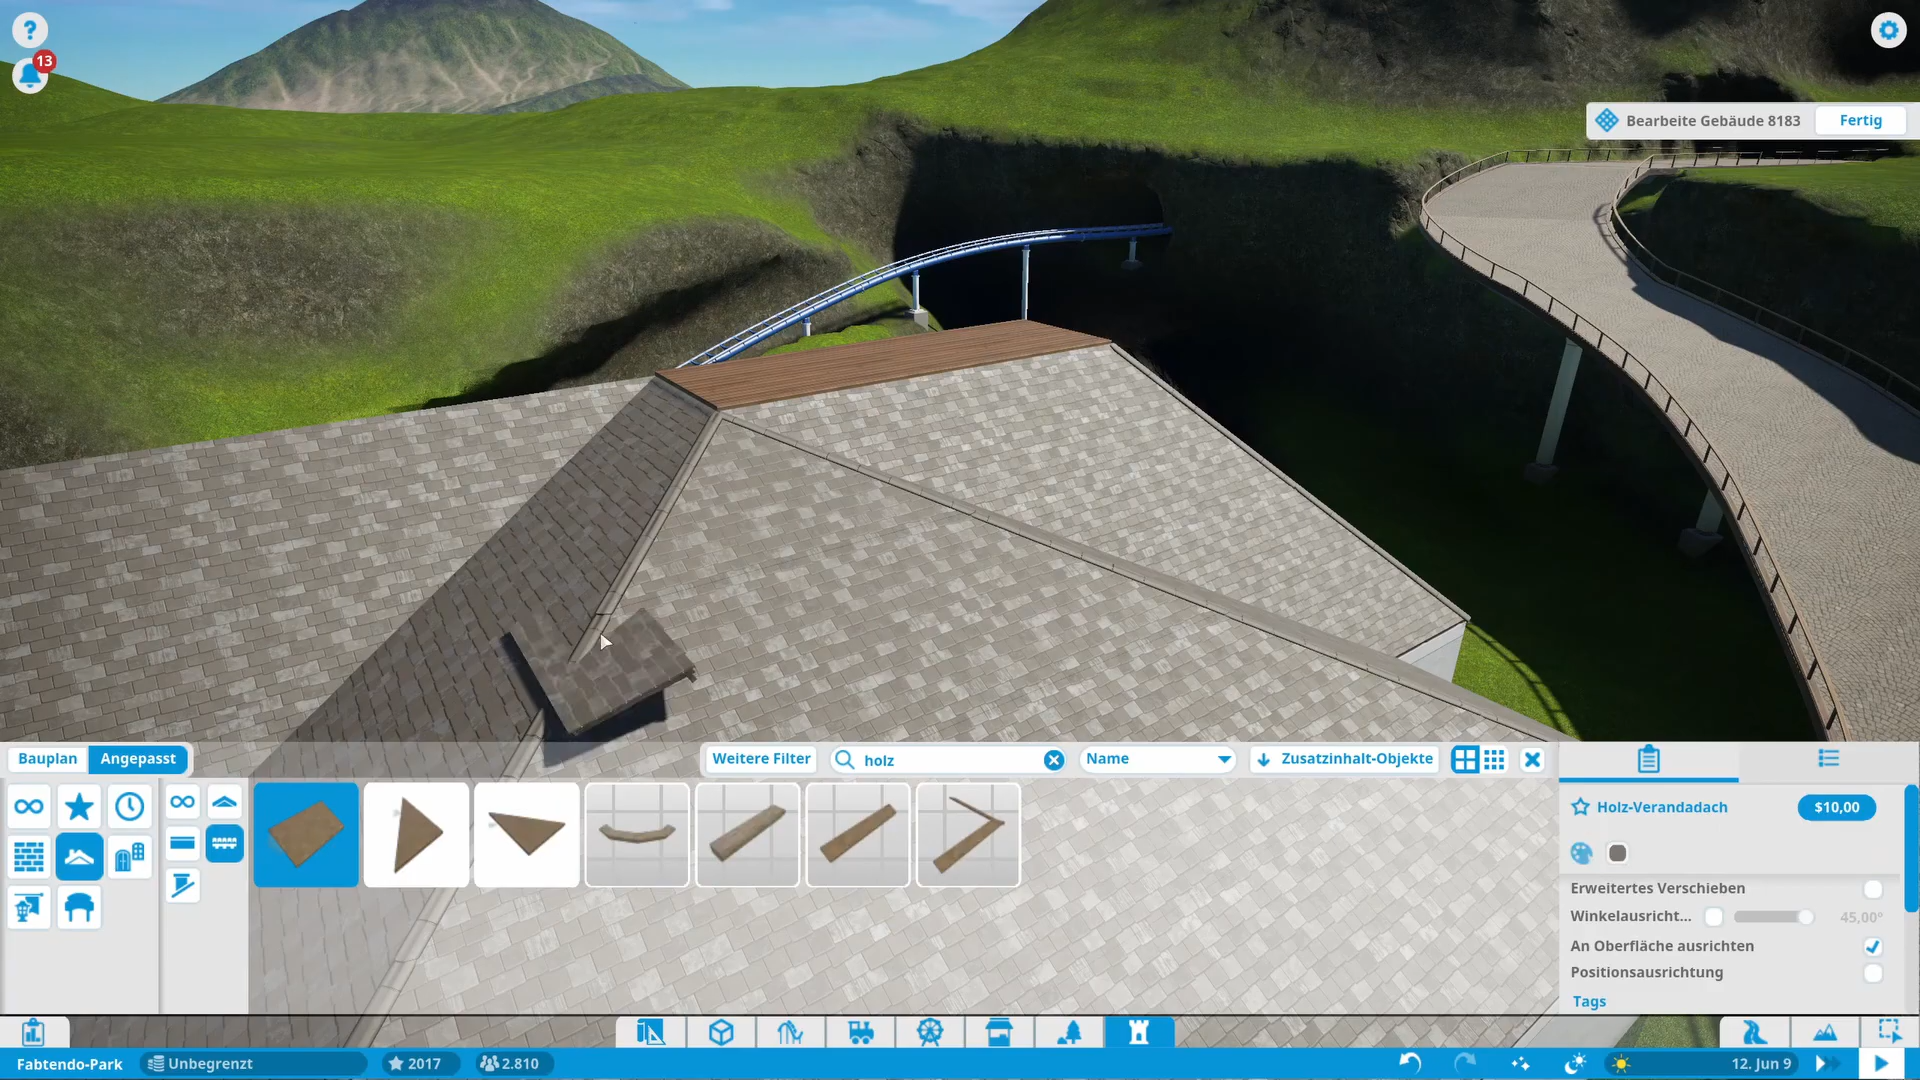 ?
13
Bearbeite Gebäude 8183
Fertig
Bauplan
Angepasst
Weitere Filter
holz
Name
Zusatzinhalt-Objekte
Holz-Verandadach
$10,00
Erweitertes Verschieben
Winkelausricht...
45,00°
An Oberfläche ausrichten
Positionsausrichtung
Tags
Fabtendo-Park
Unbegrenzt
2017
2.810
12. Jun 9